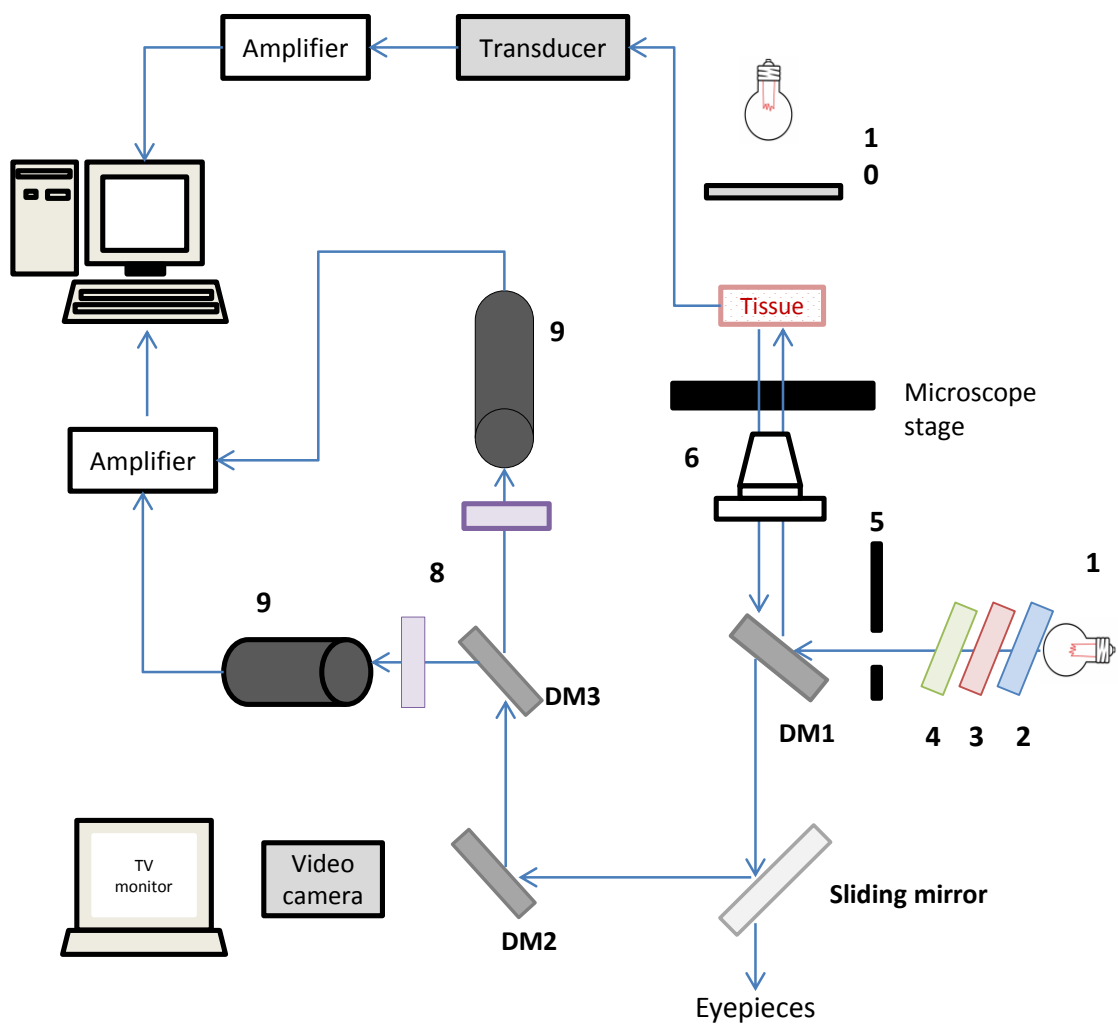 Amplifier
Transducer
1
0
9
Tissue
Microscope
stage
Amplifier
6
5
8
1
9
DM3
DM1
4
3
2
TV
monitor
Video
camera
Sliding mirror
DM2
Eyepieces